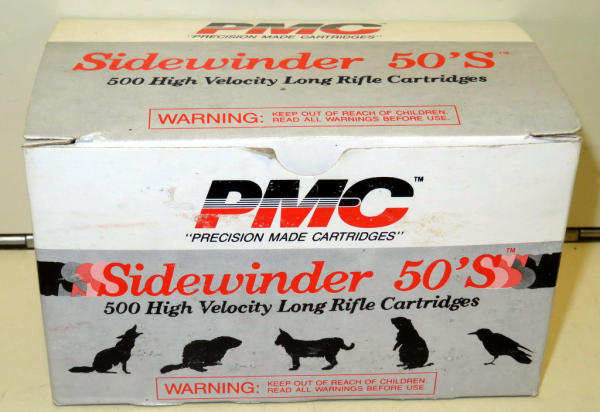 PMC
"PRECISION MADE CARTRIDGES"
Sidewinder 50'S™
500 High Velocity Long Rifle Cartridges
WARNING: KEEP OUT OF REACH OF CHILDREN.
READ ALL WARNINGS BEFORE USE.
PMC™
"PRECISION MADE CARTRIDGES"
Sidewinder 50'S™
500 High Velocity Long Rifle Cartridges
WARNING: KEEP OUT OF REACH OF CHILDREN.
READ ALL WARNINGS BEFORE USE.